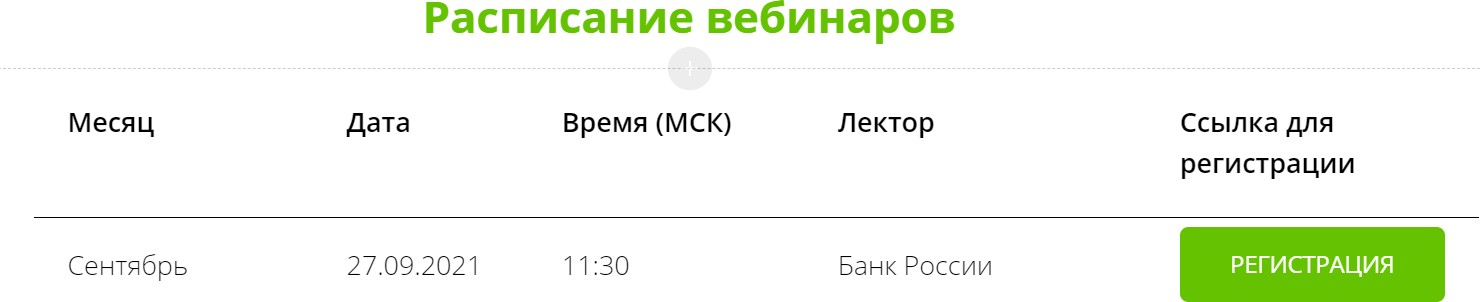 Расписание вебинаров
Месяц Дата Время (МСК) Лектор Ссылка для
регистрации
Сентябрь 27.09.2021 11:30 Банк России РЕГИСТРАЦИЯ